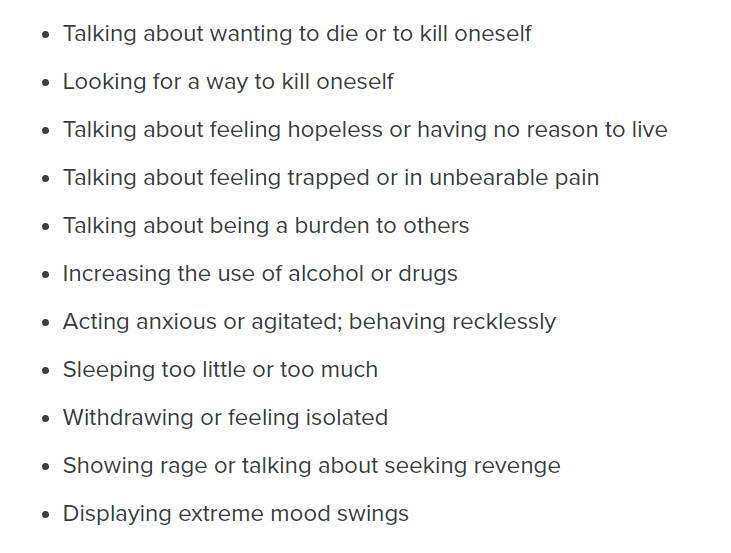 • Talking about wanting to die or to kill oneself
• Looking for a way to kill oneself
• Talking about feeling hopeless or having no reason to live
• Talking about feeling trapped or in unbearable pain
• Talking about being a burden to others
• Increasing the use of alcohol or drugs
• Acting anxious or agitated; behaving recklessly
• Sleeping too little or too much
• Withdrawing or feeling isolated
• Showing rage or talking about seeking revenge
• Displaying extreme mood swings